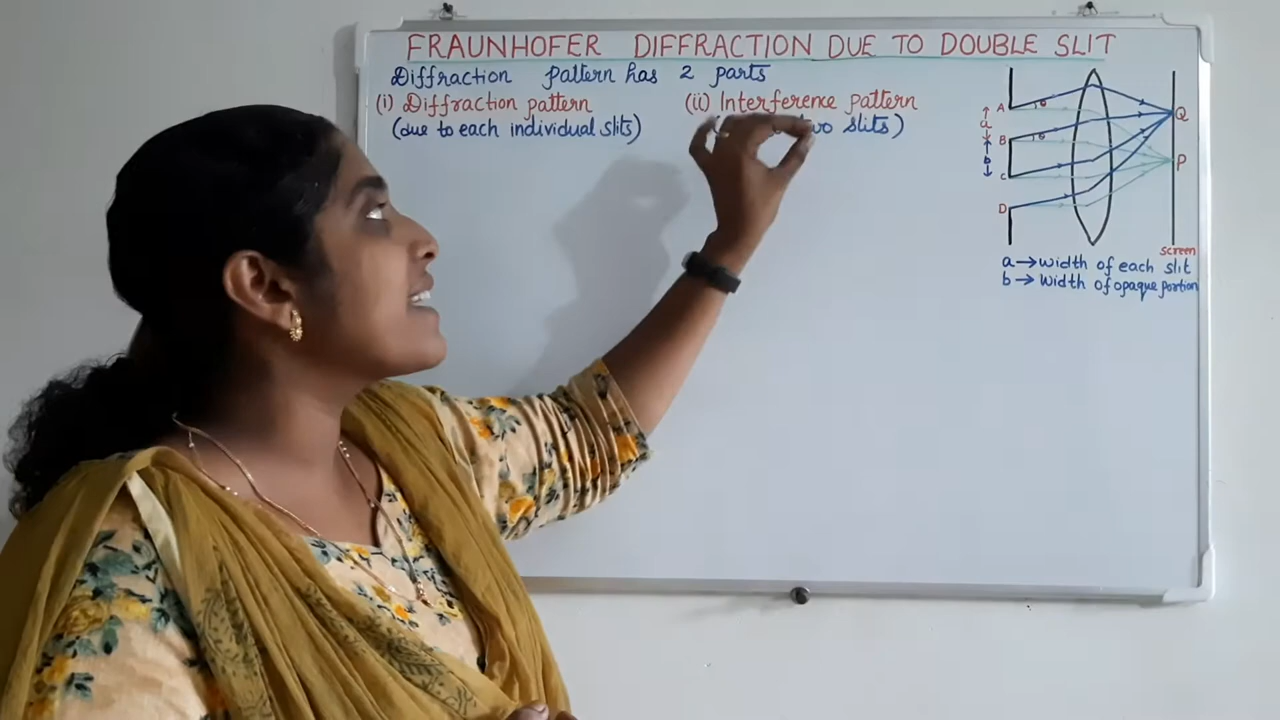 FRAUNHOFER DIFFRACTION DUE TO DOUBLE SLIT
Diffraction pattern has 2 parts
(i) Diffraction pattern
(due to each individual slits)
(ii) Interference pattern
two slits)
A
a
B
b
C
D
θ
θ
Q
P
screen
a → width of each slit
b → width of opaque portion